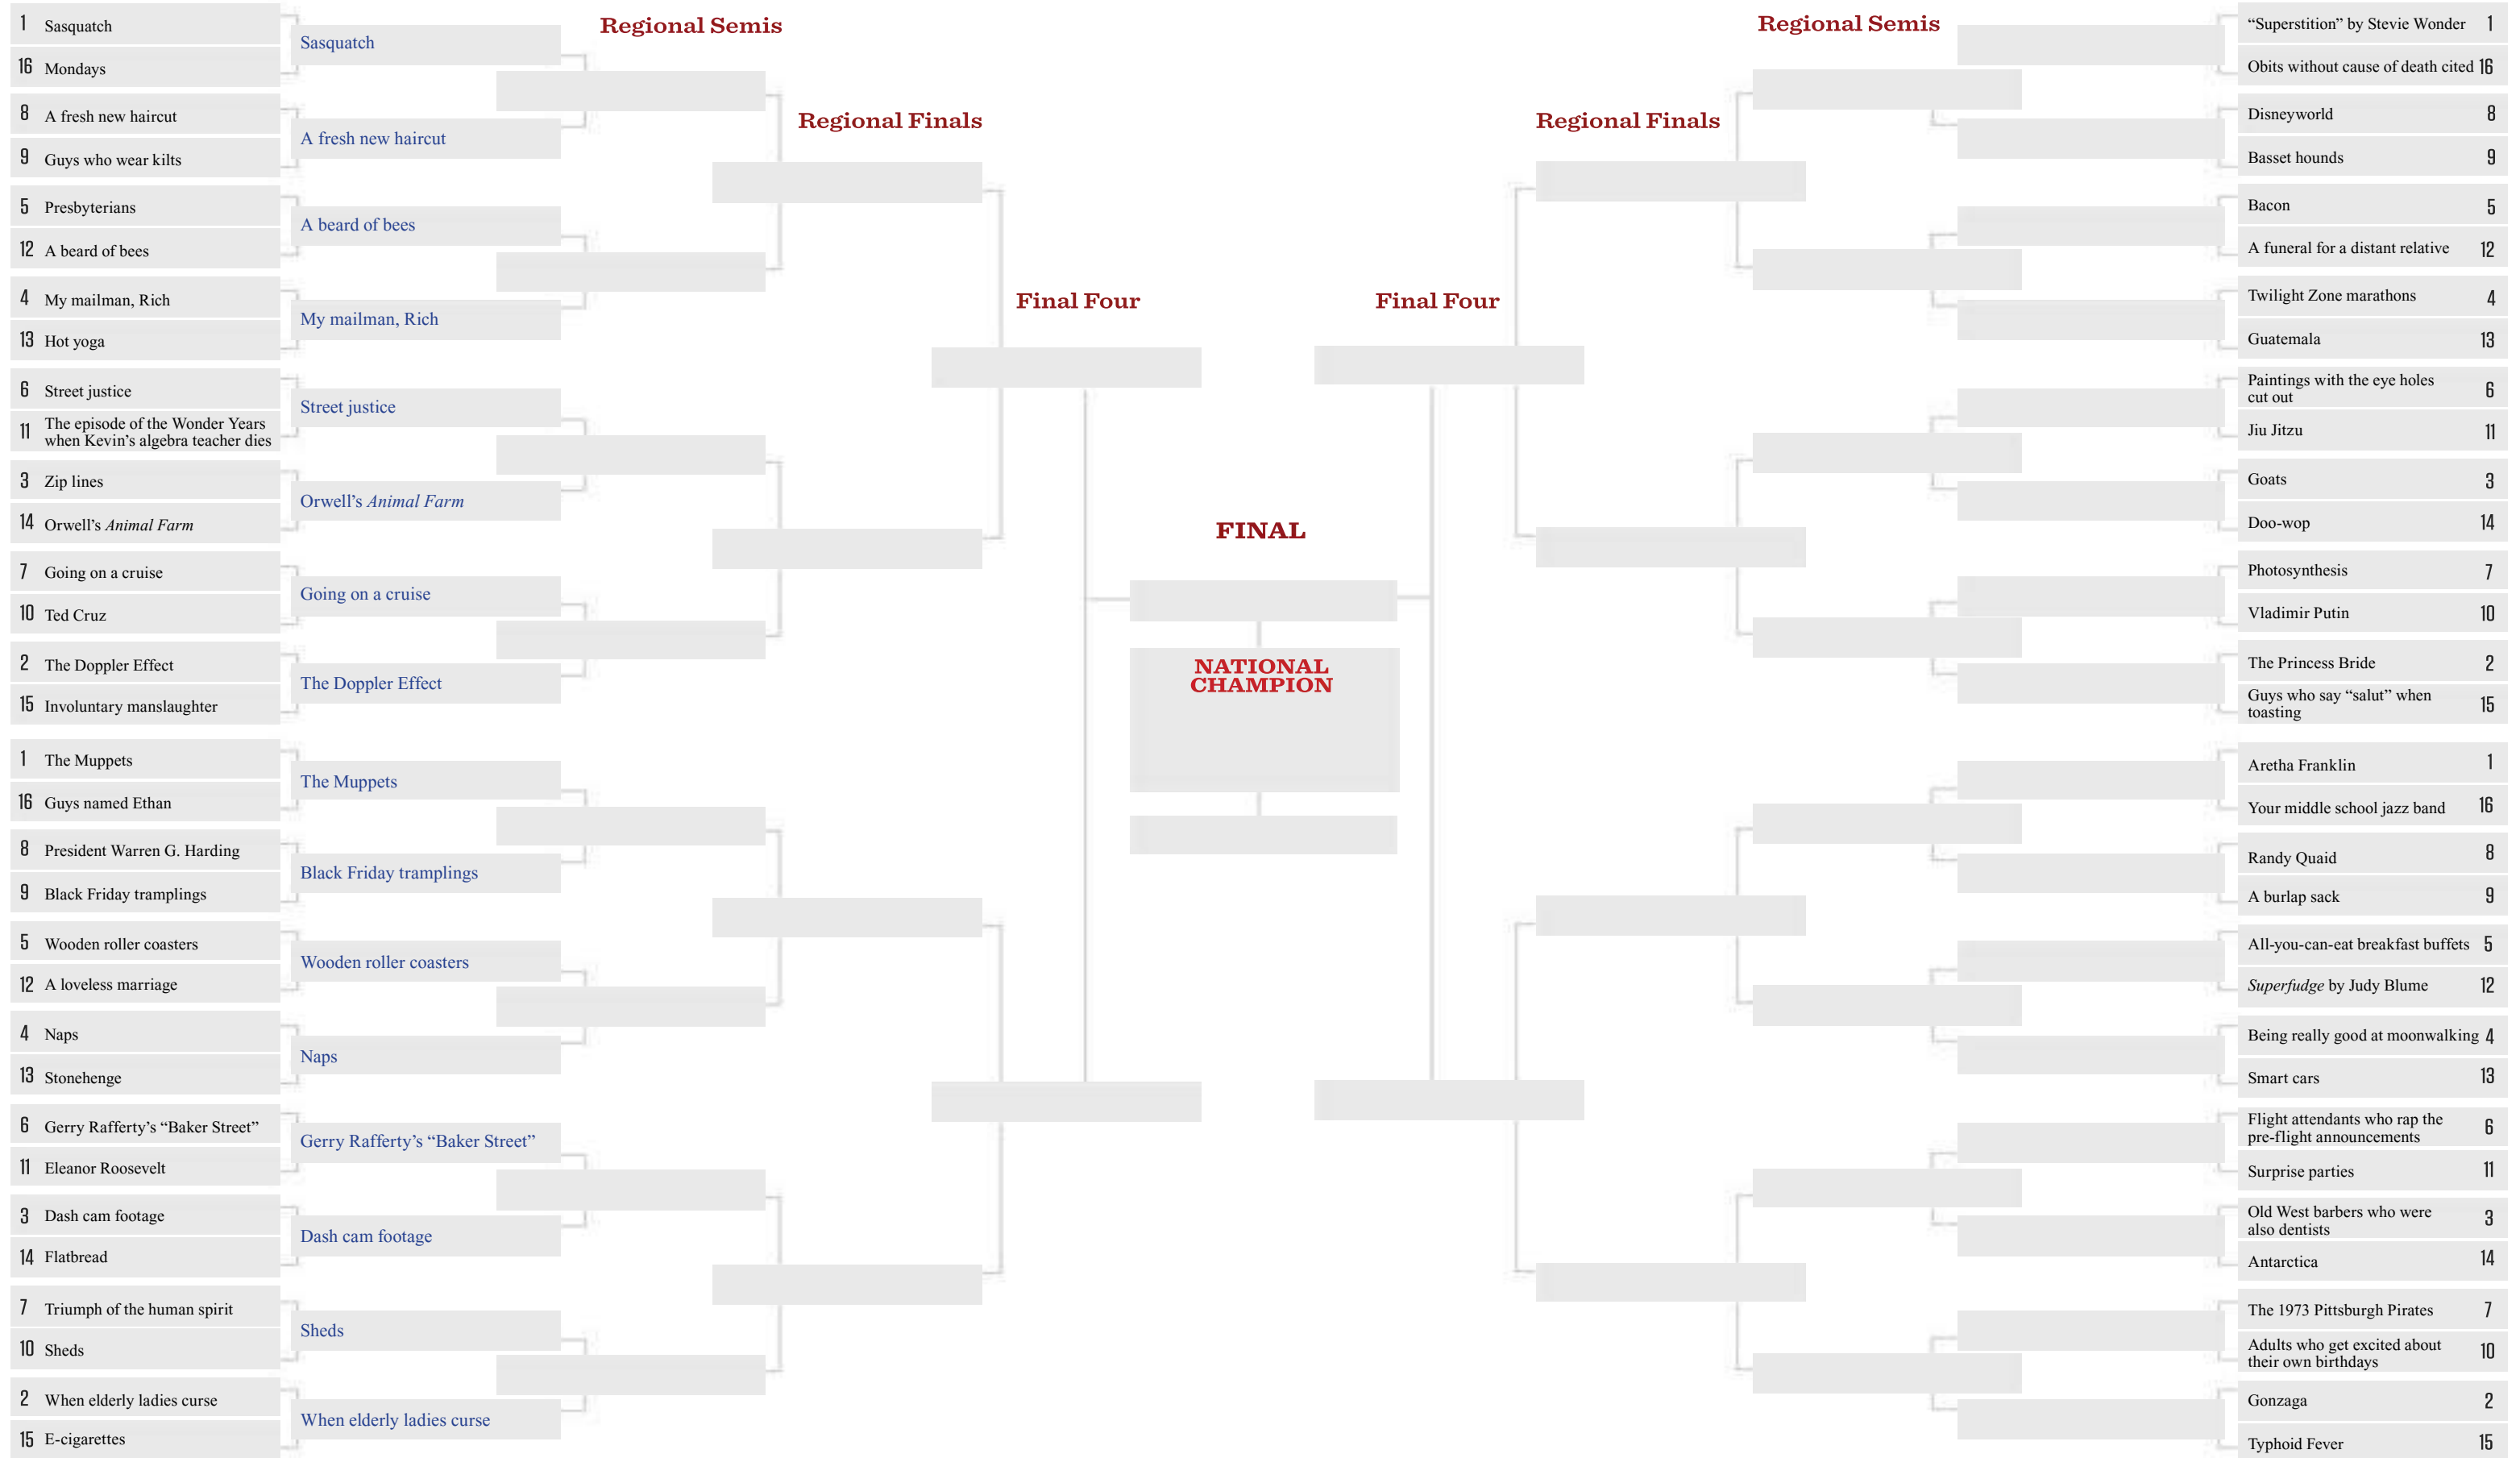 1 Sasquatch
16 Mondays
8 A fresh new haircut
9 Guys who wear kilts
5 Presbyterians
12 A beard of bees
4 My mailman, Rich
13 Hot yoga
6 Street justice
11 The episode of the Wonder Years
when Kevin’s algebra teacher dies
3 Zip lines
14 Orwell’s Animal Farm
7 Going on a cruise
10 Ted Cruz
2 The Doppler Effect
15 Involuntary manslaughter
1 The Muppets
16 Guys named Ethan
8 President Warren G. Harding
9 Black Friday tramplings
5 Wooden roller coasters
12 A loveless marriage
4 Naps
13 Stonehenge
6 Gerry Rafferty’s “Baker Street”
11 Eleanor Roosevelt
3 Dash cam footage
14 Flatbread
7 Triumph of the human spirit
10 Sheds
2 When elderly ladies curse
15 E-cigarettes
Sasquatch
A fresh new haircut
A beard of bees
My mailman, Rich
Street justice
Orwell’s Animal Farm
Going on a cruise
The Doppler Effect
The Muppets
Black Friday tramplings
Wooden roller coasters
Naps
Gerry Rafferty’s “Baker Street”
Dash cam footage
Sheds
When elderly ladies curse
Regional Semis
Regional Finals
Final Four
FINAL
NATIONAL
CHAMPION
Final Four
Regional Finals
Regional Semis
“Superstition” by Stevie Wonder 1
Obits without cause of death cited 16
Disneyworld 8
Basset hounds 9
Bacon 5
A funeral for a distant relative 12
Twilight Zone marathons 4
Guatemala 13
Paintings with the eye holes
cut out 6
Jiu Jitzu 11
Goats 3
Doo-wop 14
Photosynthesis 7
Vladimir Putin 10
The Princess Bride 2
Guys who say “salut” when
toasting 15
Aretha Franklin 1
Your middle school jazz band 16
Randy Quaid 8
A burlap sack 9
All-you-can-eat breakfast buffets 5
Superfudge by Judy Blume 12
Being really good at moonwalking 4
Smart cars 13
Flight attendants who rap the
pre-flight announcements 6
Surprise parties 11
Old West barbers who were
also dentists 3
Antarctica 14
The 1973 Pittsburgh Pirates 7
Adults who get excited about
their own birthdays 10
Gonzaga 2
Typhoid Fever 15